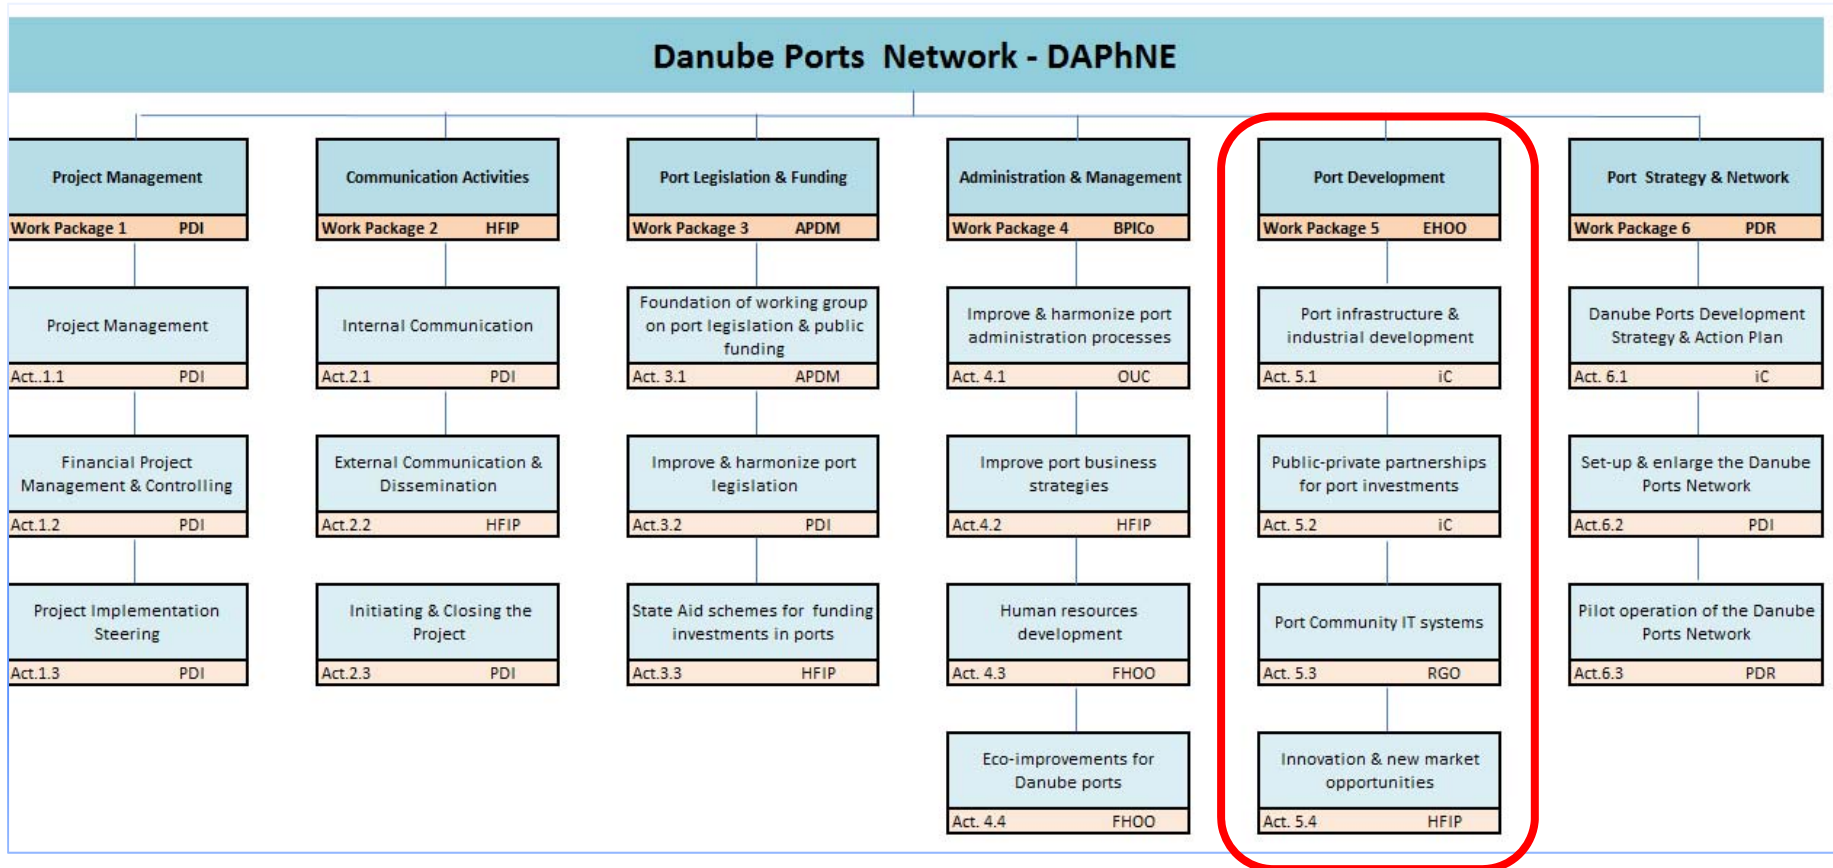 Danube Ports Network - DAPhNE
Project Management
Work Package 1 PDI
Project Management
Act..1.1 PDI
Financial Project
Management & Controlling
Act.1.2 PDI
Project Implementation
Steering
Act.1.3 PDI
Communication Activities
Work Package 2 HFIP
Internal Communication
Act.2.1 PDI
External Communication &
Dissemination
Act.2.2 HFIP
Initiating & Closing the
Project
Act.2.3 PDI
Port Legislation & Funding
Work Package 3 APDM
Foundation of working group
on port legislation & public
funding
Act. 3.1 APDM
Improve & harmonize port
legislation
Act.3.2 PDI
State Aid schemes for funding
investments in ports
Act.3.3 HFIP
Administration & Management
Work Package 4 BPICo
Improve & harmonize port
administration processes
Act. 4.1 OUC
Improve port business
strategies
Act.4.2 HFIP
Human resources
development
Act. 4.3 FHOO
Eco-improvements for
Danube ports
Act. 4.4 FHOO
Port Development
Work Package 5 EHOO
Port infrastructure &
industrial development
Act. 5.1 iC
Public-private partnerships
for port investments
Act. 5.2 iC
Port Community IT systems
Act. 5.3 RGO
Innovation & new market
opportunities
Act. 5.4 HFIP
Port Strategy & Network
Work Package 6 PDR
Danube Ports Development
Strategy & Action Plan
Act. 6.1 iC
Set-up & enlarge the Danube
Ports Network
Act.6.2 PDI
Pilot operation of the Danube
Ports Network
Act.6.3 PDR